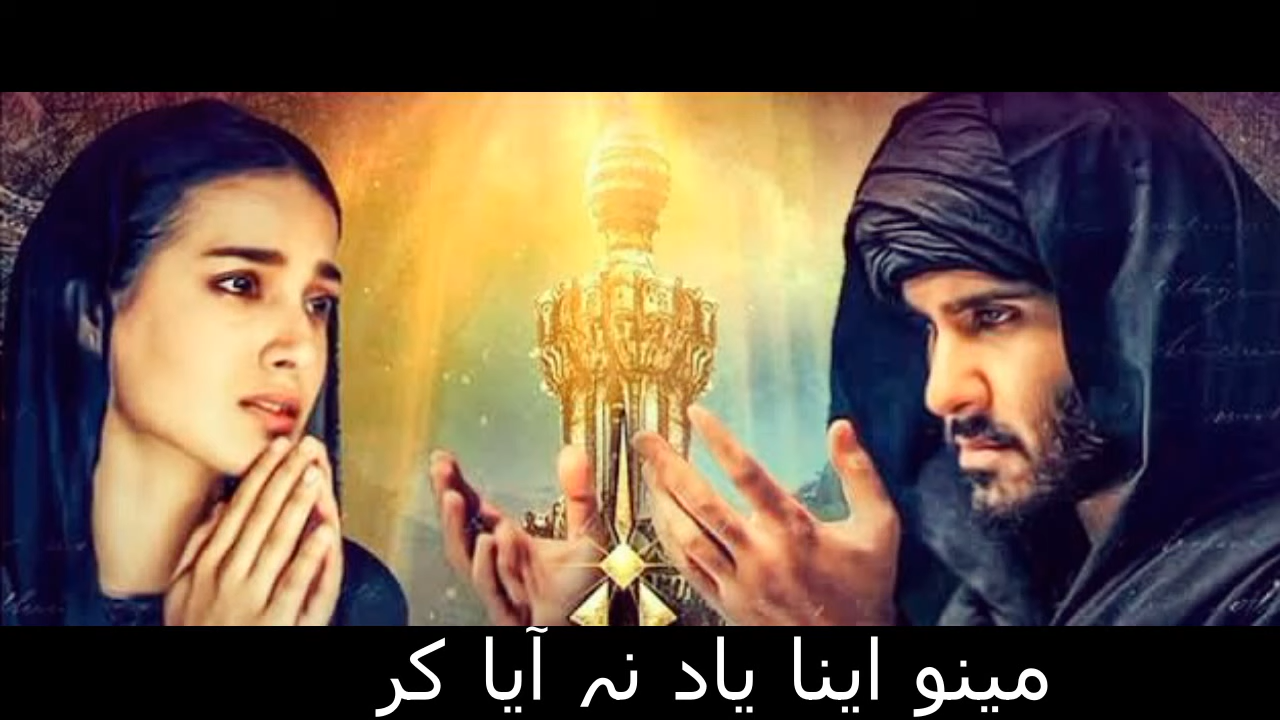 مینو اینا یاد نہ آیا کر